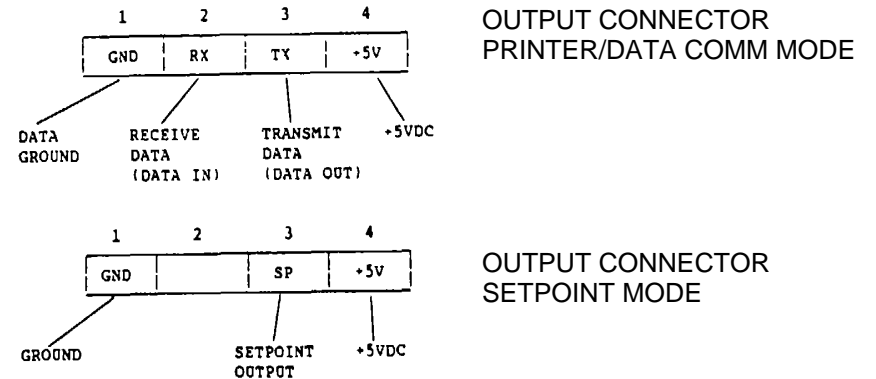 1 2 3 4
GND RX TX +5V
DATA GROUND
RECEIVE DATA (DATA IN)
TRANSMIT DATA (DATA OUT)
+5VDC
OUTPUT CONNECTOR
PRINTER/DATA COMM MODE
1 2 3 4
GND SP +5V
GROUND
SETPOINT OUTPUT
+5VDC
OUTPUT CONNECTOR
SETPOINT MODE